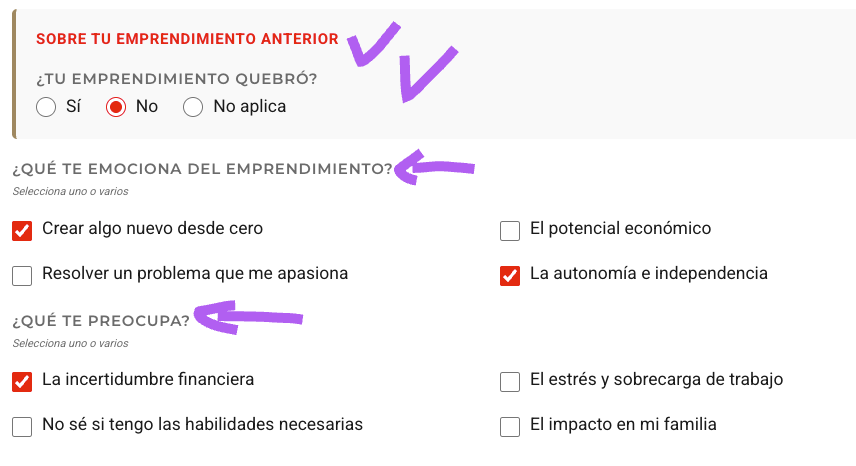 SOBRE TU EMPRENDIMIENTO ANTERIOR
¿TU EMPRENDIMIENTO QUEBRÓ?
Sí No No aplica
¿QUÉ TE EMOCIONA DEL EMPRENDIMIENTO?
Selecciona uno o varios
Crear algo nuevo desde cero El potencial económico
Resolver un problema que me apasiona La autonomía e independencia
¿QUÉ TE PREOCUPA?
Selecciona uno o varios
La incertidumbre financiera El estrés y sobrecarga de trabajo
No sé si tengo las habilidades necesarias El impacto en mi familia